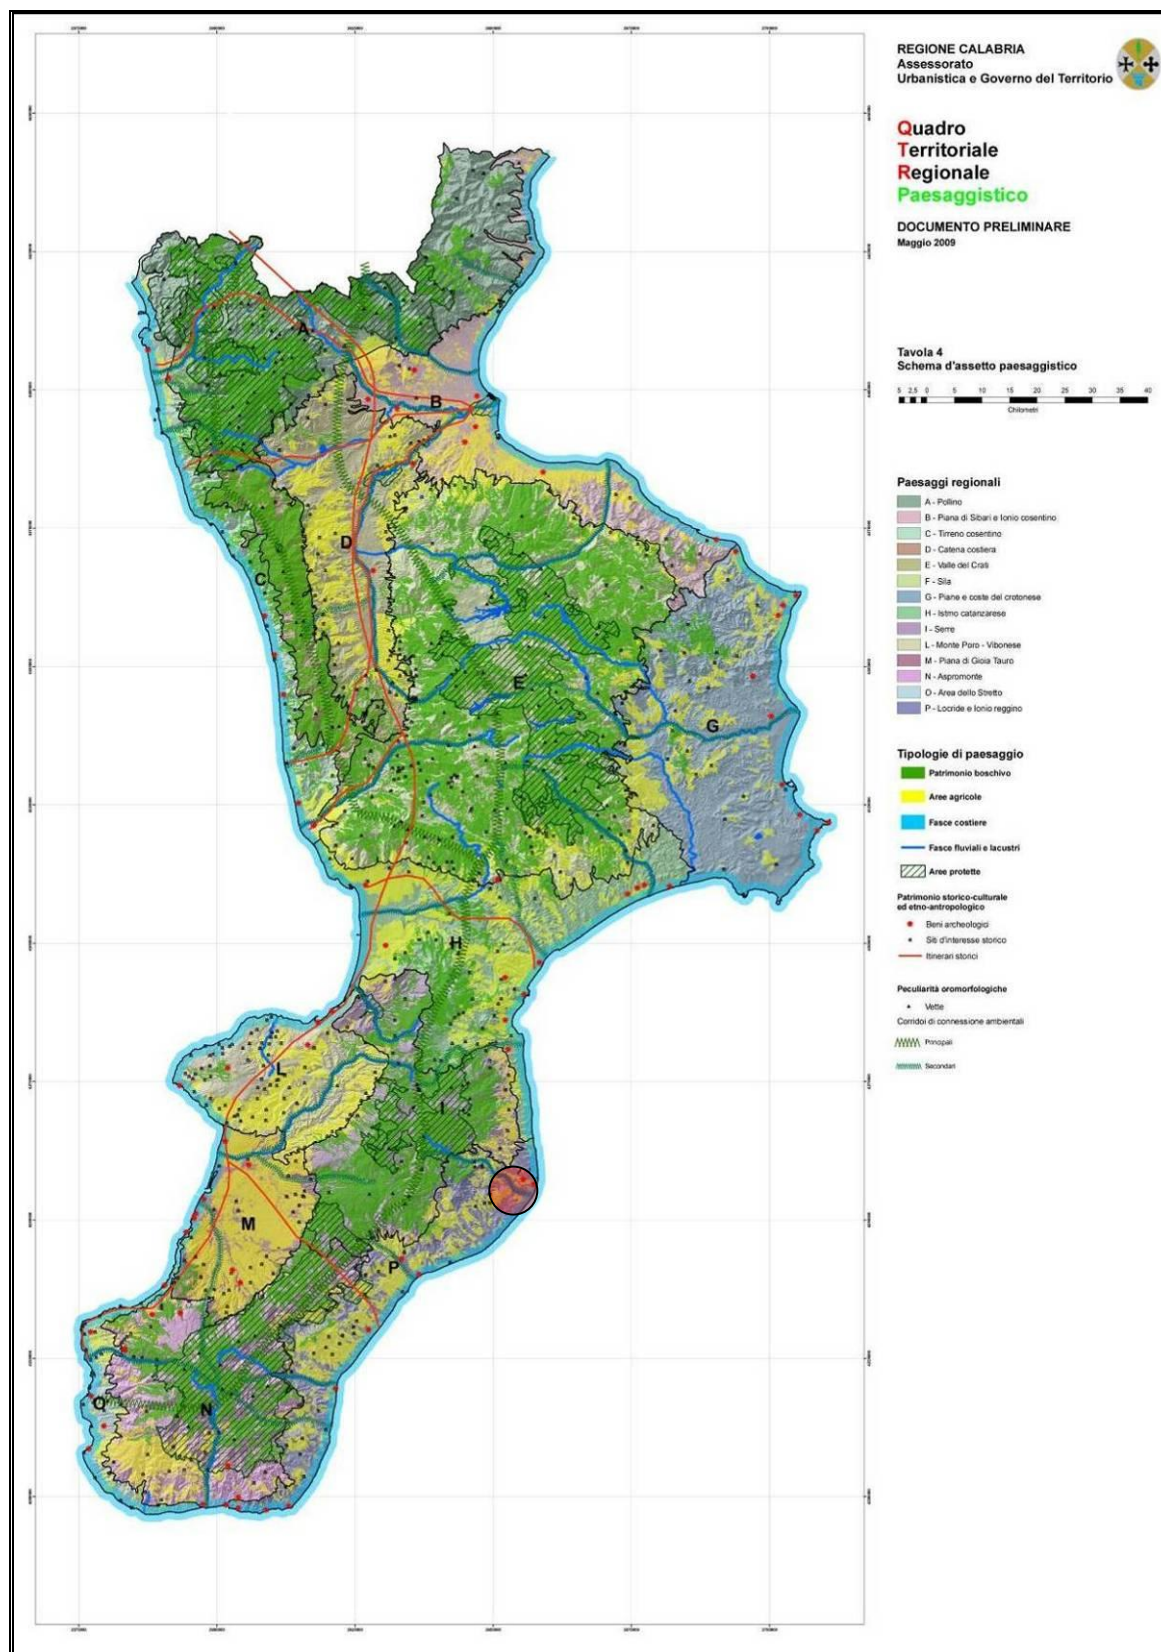 REGIONE CALABRIA
Assessorato
Urbanistica e Governo del Territorio
Quadro
Territoriale
Regionale
Paesaggistico
DOCUMENTO PRELIMINARE
Maggio 2009
Tavola 4
Schema d'assetto paesaggistico
5 2,5 0 5 10 15 20 25 30 35 40
Chilometri
Paesaggi regionali
A - Pollino
B - Piana di Sibari e Ionio cosentino
C - Tirreno cosentino
D - Catena costiera
E - Valle del Crati
F - Sila
G - Piane e coste del crotonese
H - Istmo catanzarese
I - Serre
L - Monte Poro - Vibonese
M - Piana di Gioia Tauro
N - Aspromonte
O - Area dello Stretto
P - Locride e Ionio reggino
Tipologie di paesaggio
Patrimonio boschivo
Aree agricole
Fasce costiere
Fasce fluviali e lacustri
Aree protette
Patrimonio storico-culturale
ed etno-antropologico
Beni archeologici
Siti d'interesse storico
Itinerari storici
Peculiarità oromorfologiche
Vette
Corridoi di connessione ambientali
Principali
Secondari
A
B
D
C
E
G
H
L
I
M
P
O
N